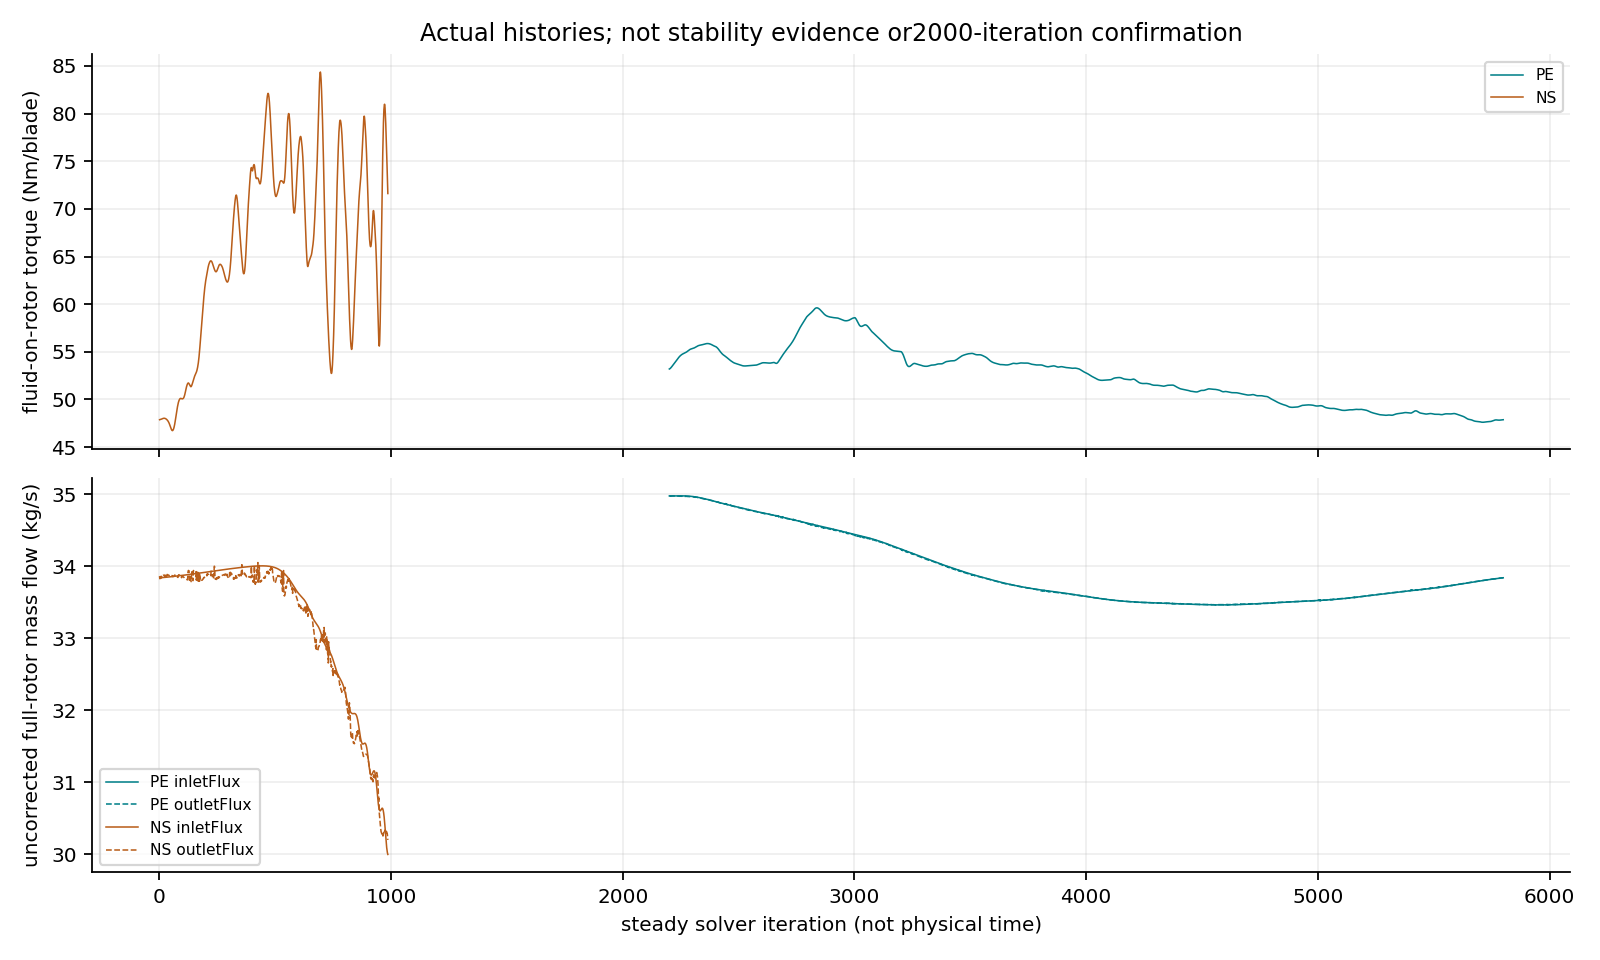 Actual histories; not stability evidence or2000-iteration confirmation
fluid-on-rotor torque (Nm/blade)
85
80
75
70
65
60
55
50
45
PE
NS
uncorrected full-rotor mass flow (kg/s)
35
34
33
32
31
30
PE inletFlux
PE outletFlux
NS inletFlux
NS outletFlux
0
1000
2000
3000
4000
5000
6000
steady solver iteration (not physical time)